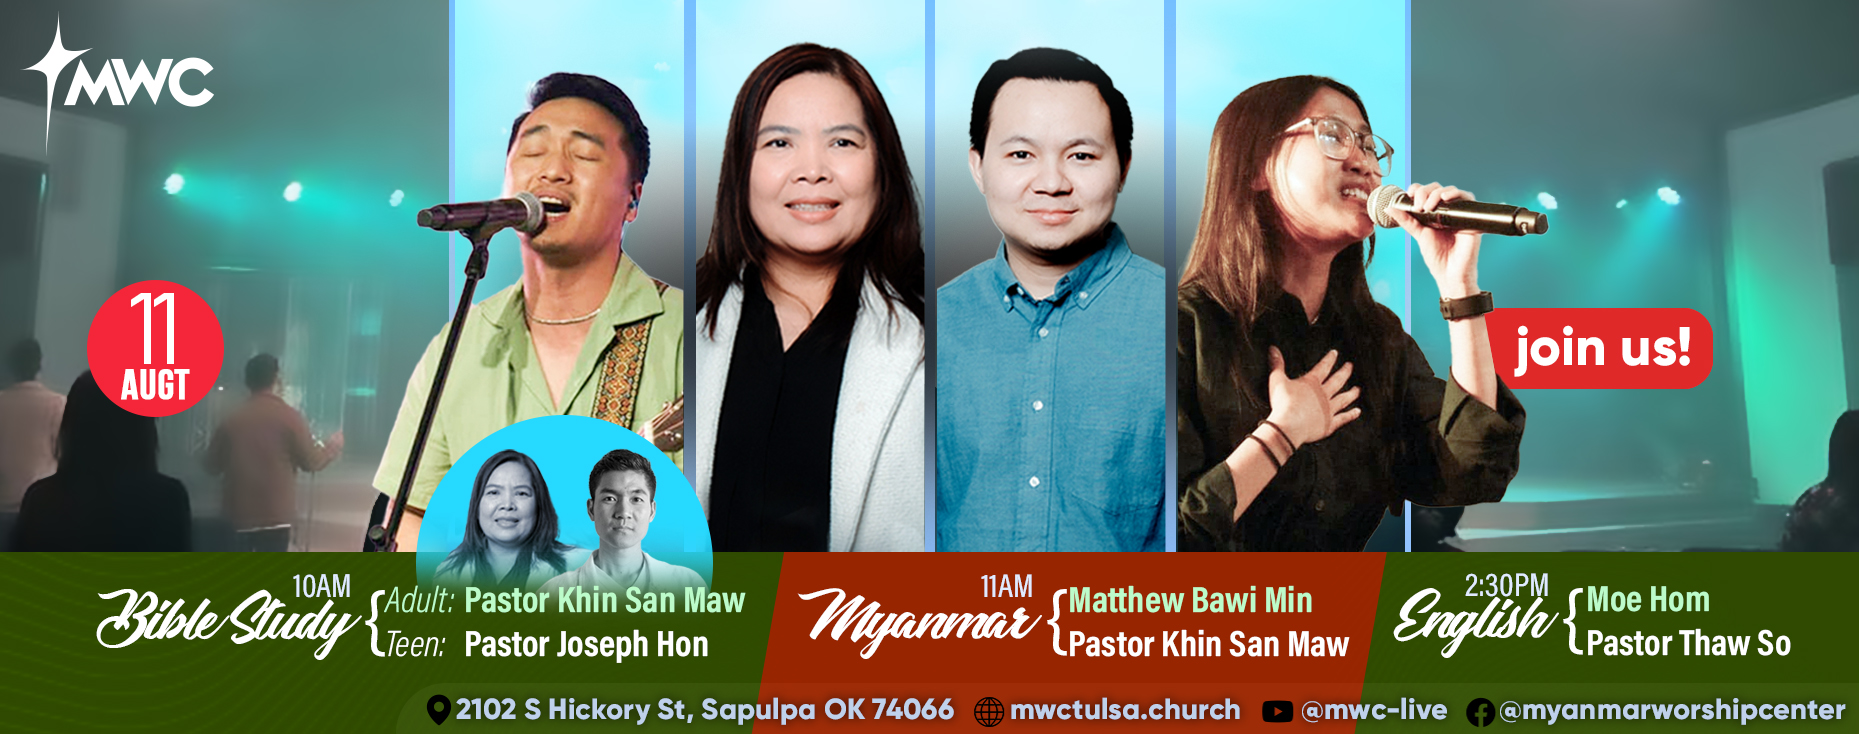 MWC
11
AUGT
join us!
10AM
Bible Study
Adult: Pastor Khin San Maw
Teen: Pastor Joseph Hon
11AM
Myanmar
Matthew Bawi Min
Pastor Khin San Maw
2:30PM
English
Moe Hom
Pastor Thaw So
2102 S Hickory St, Sapulpa OK 74066 mwctulsa.church @mwc-live @myanmarworshipcenter